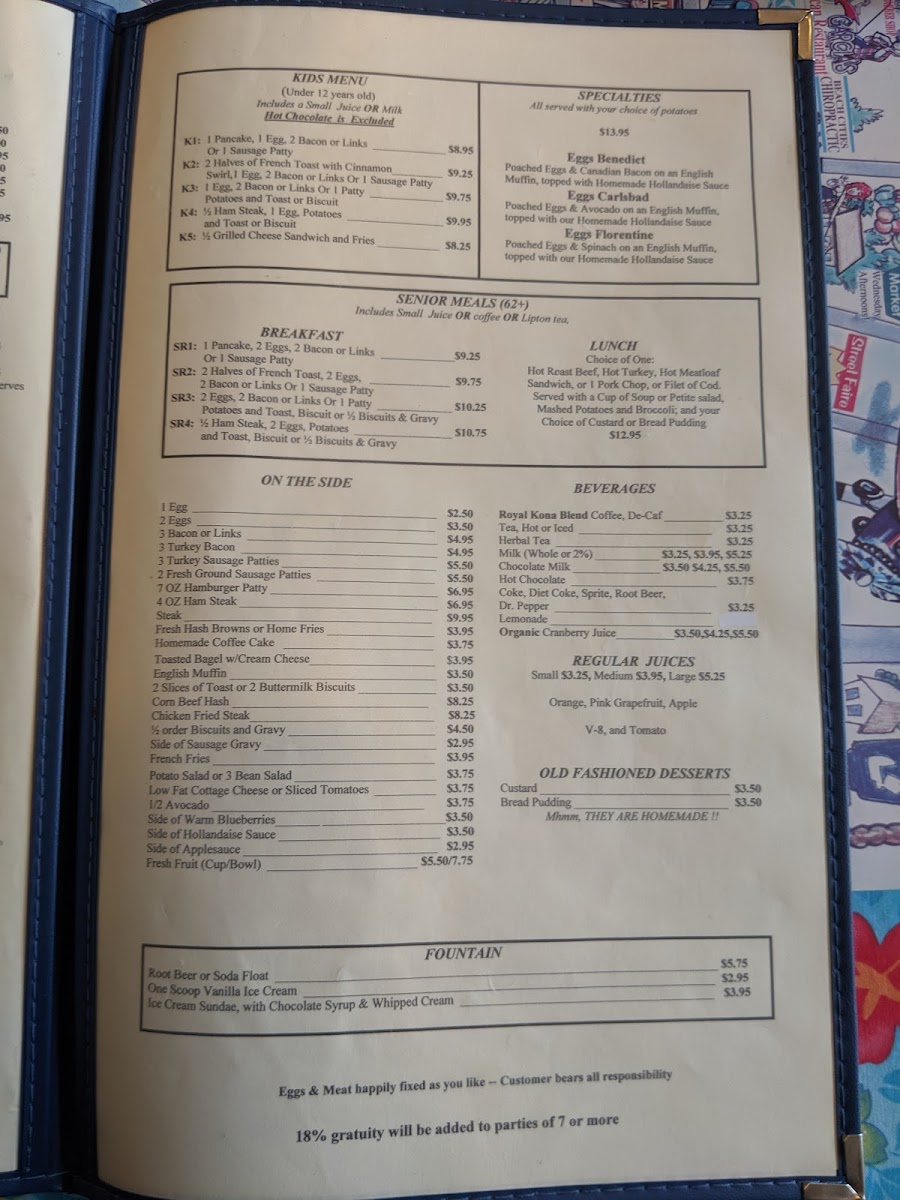 KIDS MENU
(Under 12 years old)
Includes a Small Juice OR Milk
Hot Chocolate is Excluded
K1: 1 Pancake, 1 Egg, 2 Bacon or Links
Or 1 Sausage Patty $8.95
K2: 2 Halves of French Toast with Cinnamon
Swirl,1 Egg, 2 Bacon or Links Or 1 Sausage Patty $9.25
K3: 1 Egg, 2 Bacon or Links Or 1 Patty
Potatoes and Toast or Biscuit $9.75
K4: ½ Ham Steak, 1 Egg, Potatoes
and Toast or Biscuit $9.95
K5: ½ Grilled Cheese Sandwich and Fries $8.25
SPECIALTIES
All served with your choice of potatoes
$13.95
Eggs Benedict
Poached Eggs & Canadian Bacon on an English
Muffin, topped with Homemade Hollandaise Sauce
Eggs Carlsbad
Poached Eggs & Avocado on an English Muffin,
topped with our Homemade Hollandaise Sauce
Eggs Florentine
Poached Eggs & Spinach on an English Muffin,
topped with our Homemade Hollandaise Sauce
SENIOR MEALS (62+)
Includes Small Juice OR coffee OR Lipton tea,
BREAKFAST
SR1: 1 Pancake, 2 Eggs, 2 Bacon or Links $9.25
Or 1 Sausage Patty
SR2: 2 Halves of French Toast, 2 Eggs, $9.75
2 Bacon or Links Or 1 Sausage Patty
SR3: 2 Eggs, 2 Bacon or Links Or 1 Patty $10.25
Potatoes and Toast, Biscuit or ½ Biscuits & Gravy
SR4: ½ Ham Steak, 2 Eggs, Potatoes $10.75
and Toast, Biscuit or ½ Biscuits & Gravy
LUNCH
Choice of One:
Hot Roast Beef, Hot Turkey, Hot Meatloaf
Sandwich, or 1 Pork Chop, or Filet of Cod.
Served with a Cup of Soup or Petite salad,
Mashed Potatoes and Broccoli; and your
Choice of Custard or Bread Pudding
$12.95
ON THE SIDE
1 Egg $2.50
2 Eggs $3.50
3 Bacon or Links $4.95
3 Turkey Bacon $4.95
3 Turkey Sausage Patties $5.50
2 Fresh Ground Sausage Patties $5.50
7 OZ Hamburger Patty $6.95
4 OZ Ham Steak $6.95
Steak $9.95
Fresh Hash Browns or Home Fries $3.95
Homemade Coffee Cake $3.75
Toasted Bagel w/Cream Cheese $3.95
English Muffin $3.50
2 Slices of Toast or 2 Buttermilk Biscuits $3.50
Corn Beef Hash $8.25
Chicken Fried Steak $8.25
½ order Biscuits and Gravy $4.50
Side of Sausage Gravy $2.95
French Fries $3.95
Potato Salad or 3 Bean Salad $3.75
Low Fat Cottage Cheese or Sliced Tomatoes $3.75
1/2 Avocado $3.75
Side of Warm Blueberries $3.50
Side of Hollandaise Sauce $3.50
Side of Applesauce $2.95
Fresh Fruit (Cup/Bowl) $5.50/7.75
BEVERAGES
Royal Kona Blend Coffee, De-Caf $3.25
Tea, Hot or Iced $3.25
Herbal Tea $3.25
Milk (Whole or 2%) $3.25, $3.95, $5.25
Chocolate Milk $3.50 $4.25, $5.50
Hot Chocolate $3.75
Coke, Diet Coke, Sprite, Root Beer,
Dr. Pepper $3.25
Lemonade
Organic Cranberry Juice $3.50,$4.25,$5.50
REGULAR JUICES
Small $3.25, Medium $3.95, Large $5.25
Orange, Pink Grapefruit, Apple
V-8, and Tomato
OLD FASHIONED DESSERTS
Custard $3.50
Bread Pudding $3.50
Mhmm, THEY ARE HOMEMADE !!
FOUNTAIN
Root Beer or Soda Float $5.75
One Scoop Vanilla Ice Cream $2.95
Ice Cream Sundae, with Chocolate Syrup & Whipped Cream $3.95
Eggs & Meat happily fixed as you like -- Customer bears all responsibility
18% gratuity will be added to parties of 7 or more
GARCIA'S
Restaurant
BEACH CITIES
CHIROPRACTIC
Market
Wednesday
Afternoons!
Street Faire
erves